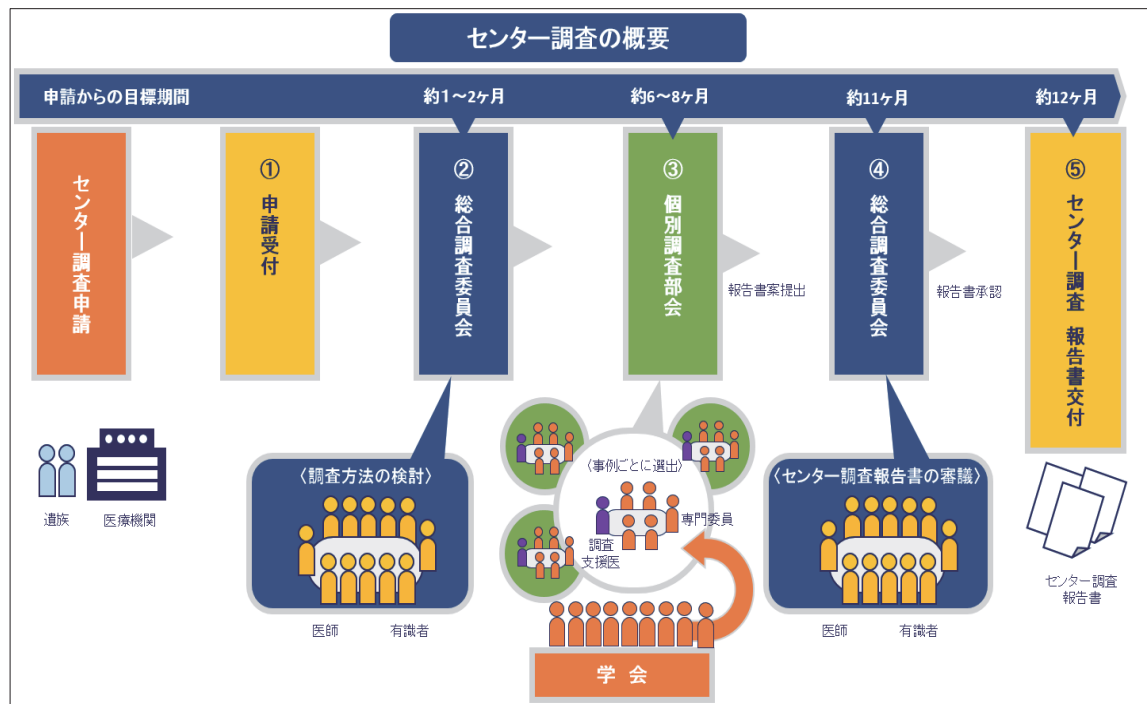 センター調査の概要
申請からの目標期間
約1～2ヶ月
約6～8ヶ月
約11ヶ月
約12ヶ月
センター調査申請
① 申請受付
② 総合調査委員会
③ 個別調査部会
報告書案提出
④ 総合調査委員会
報告書承認
⑤ センター調査 報告書交付
遺族
医療機関
〈調査方法の検討〉
医師
有識者
〈事例ごとに選出〉
専門委員
調査
支援医
学会
〈センター調査報告書の審議〉
医師
有識者
センター調査
報告書